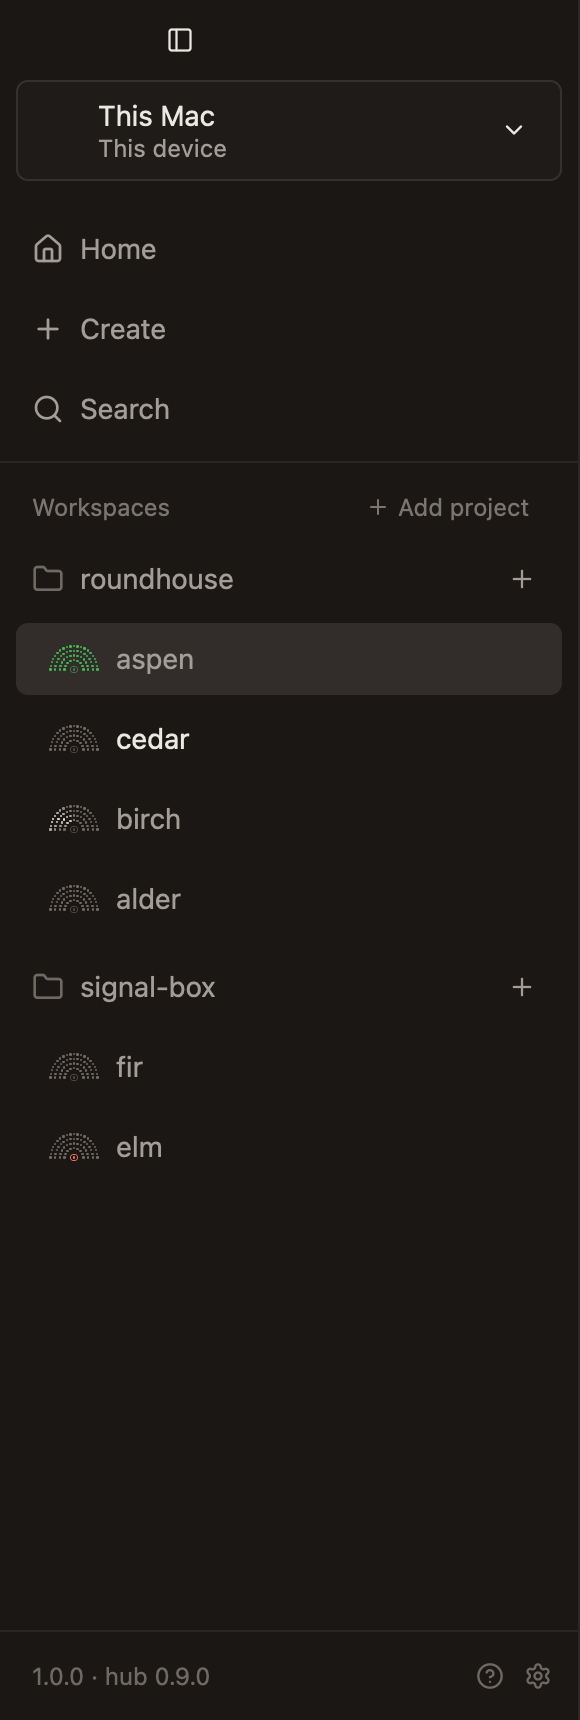 This Mac
This device
Home
Create
Search
Workspaces
+ Add project
roundhouse
aspen
cedar
birch
alder
signal-box
fir
elm
1.0.0 · hub 0.9.0